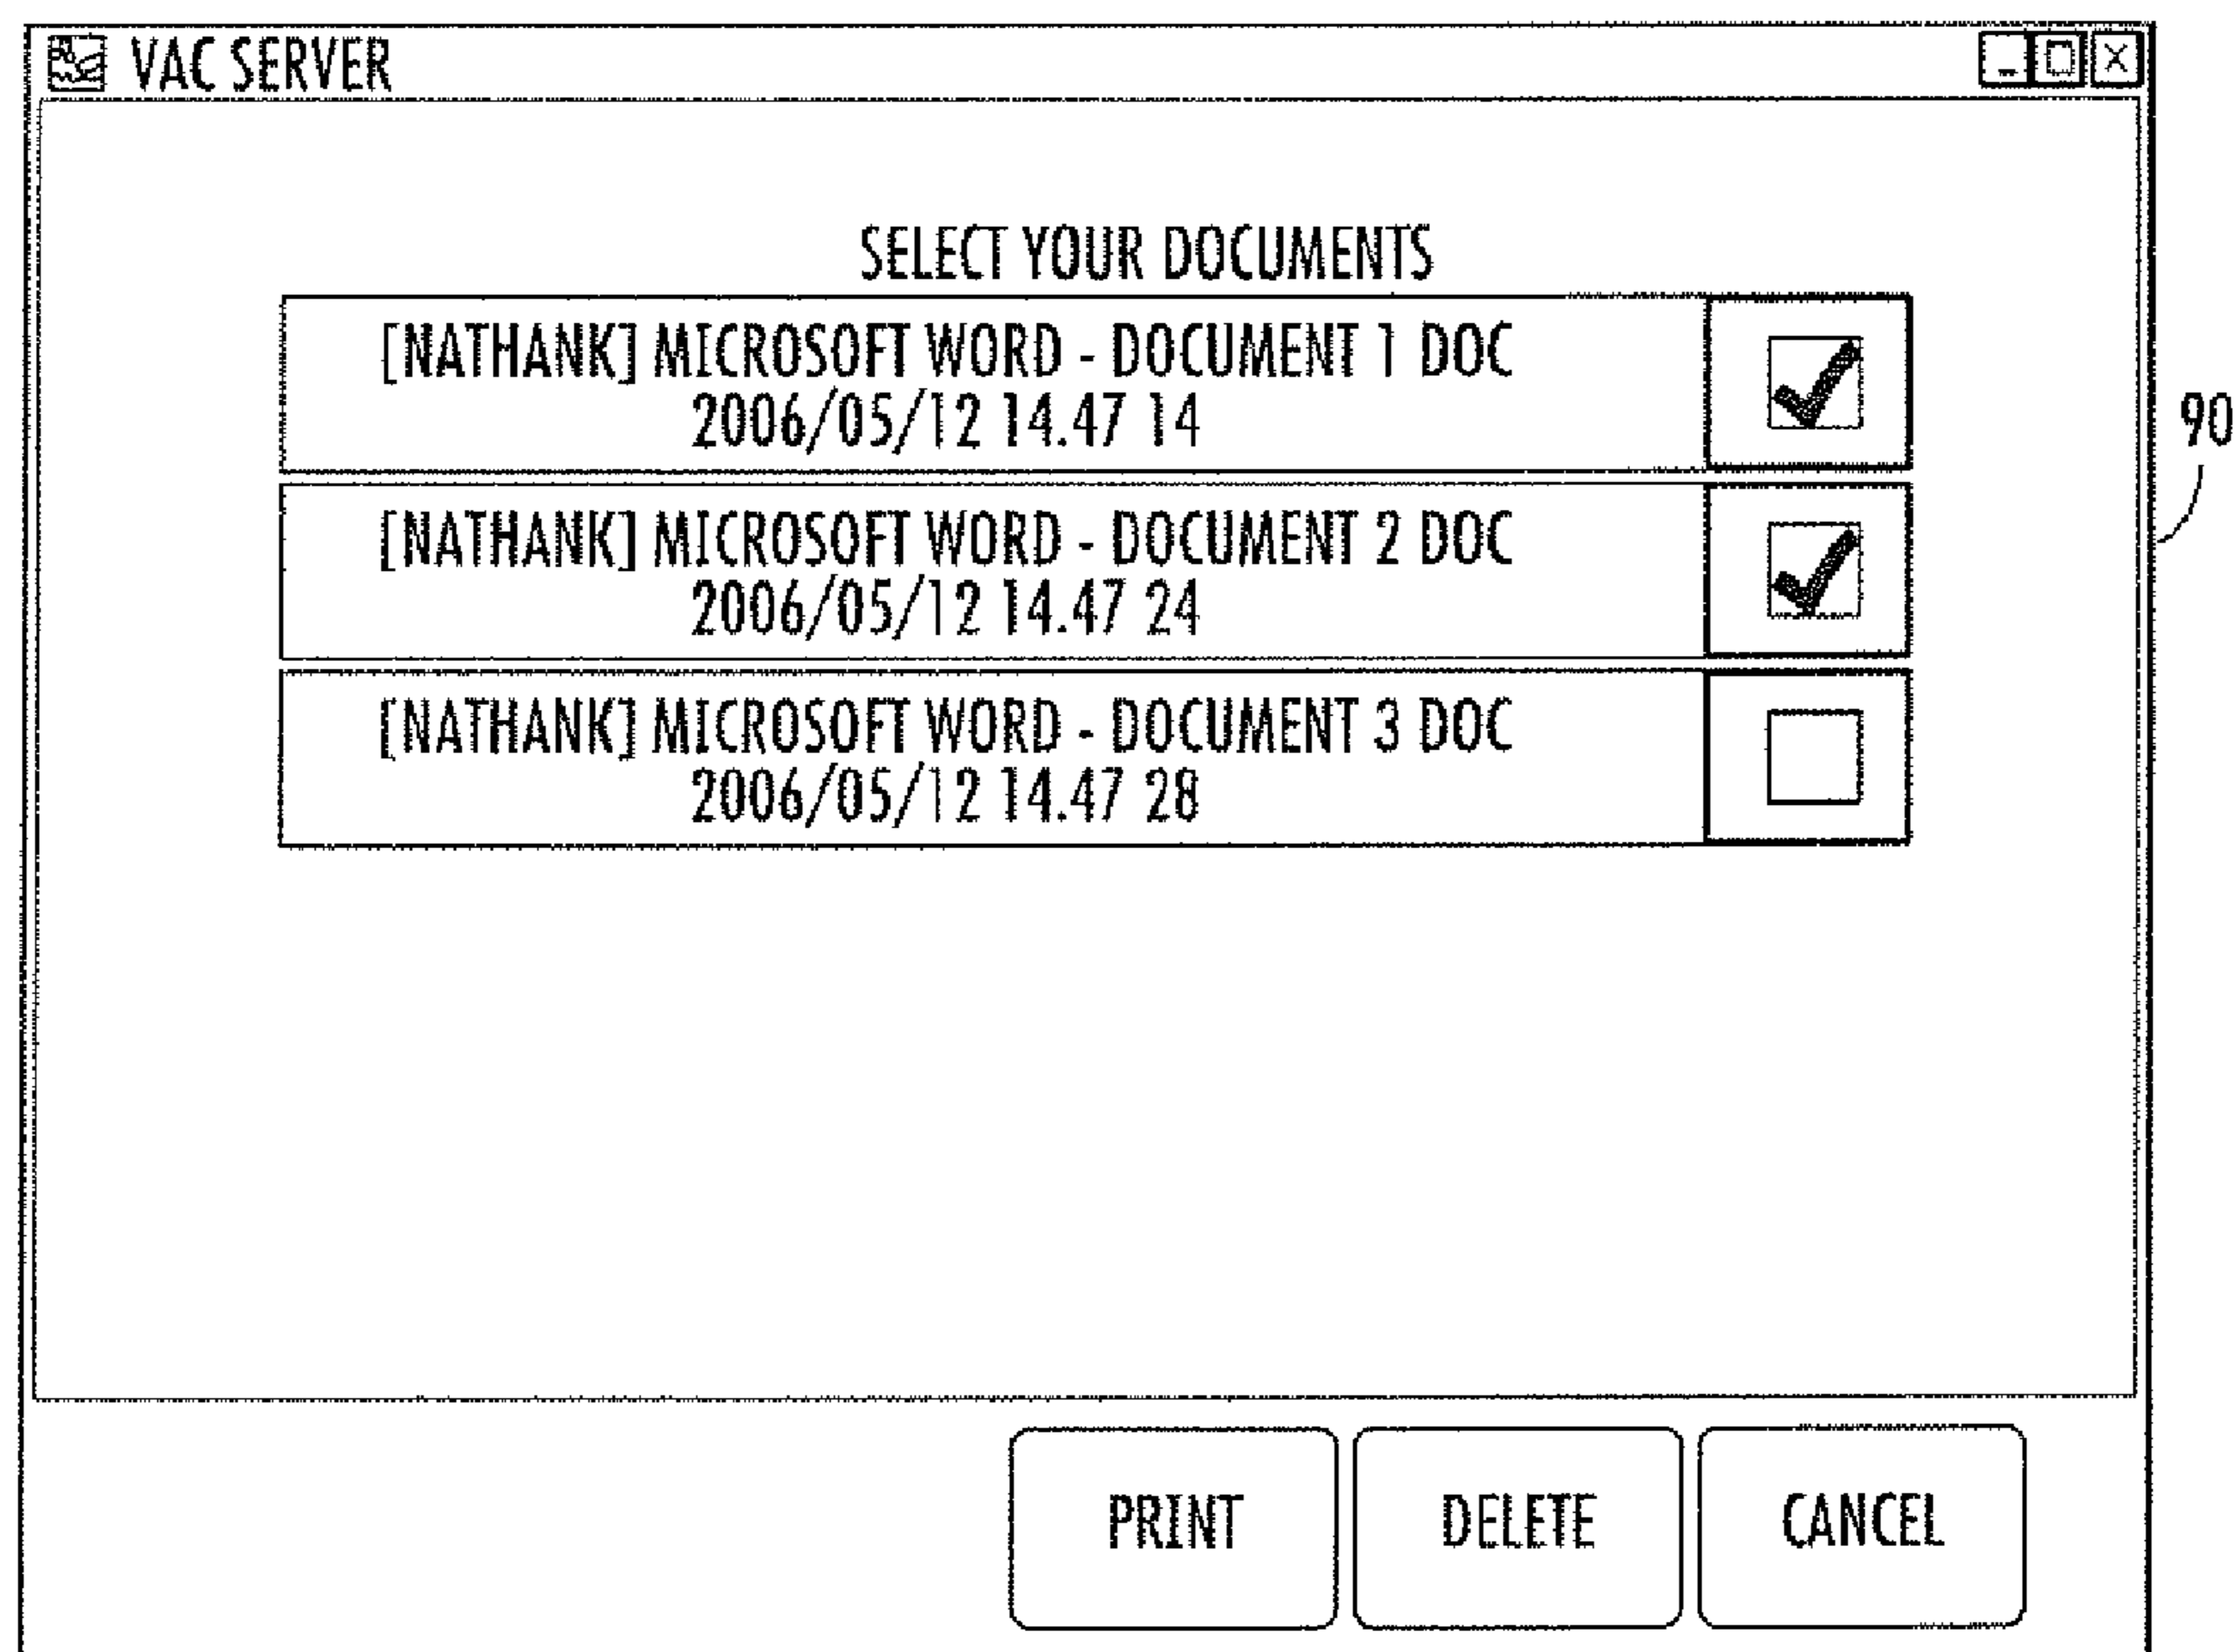 VAC SERVER
SELECT YOUR DOCUMENTS
[NATHANK] MICROSOFT WORD - DOCUMENT 1 DOC
2006/05/12 14.47 14
[NATHANK] MICROSOFT WORD - DOCUMENT 2 DOC
2006/05/12 14.47 24
[NATHANK] MICROSOFT WORD - DOCUMENT 3 DOC
2006/05/12 14.47 28
90
PRINT
DELETE
CANCEL